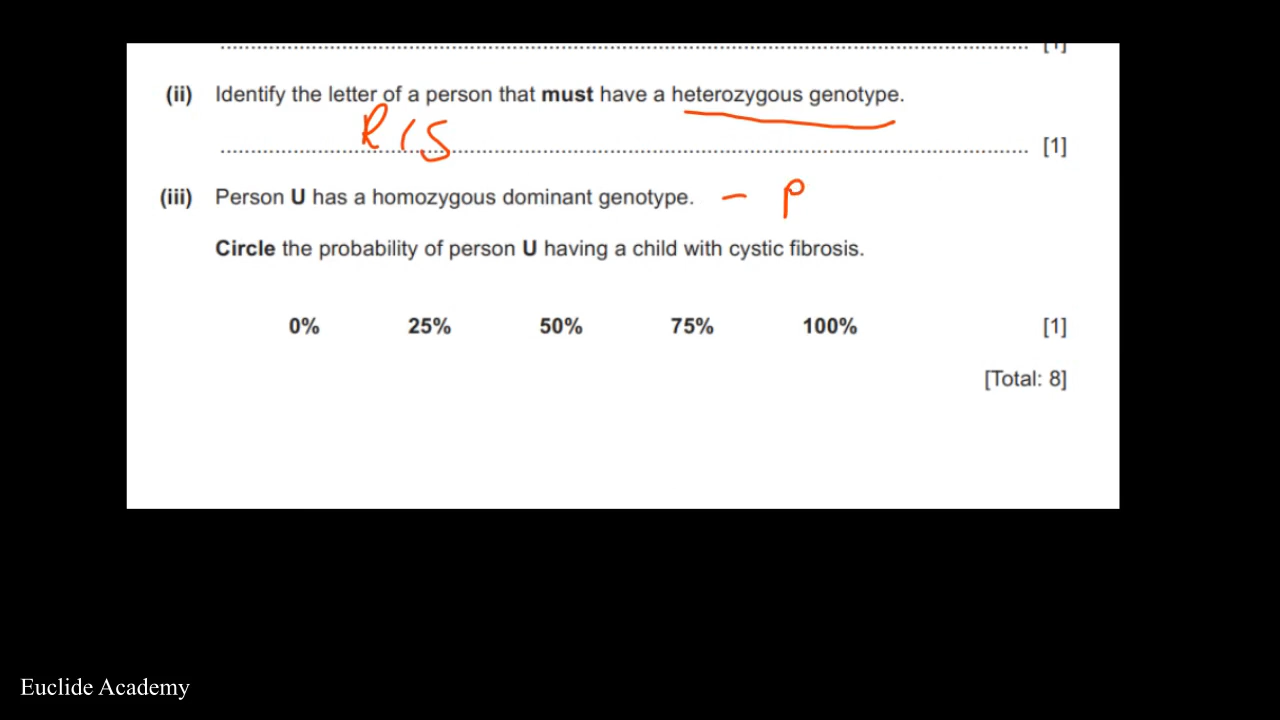 (ii) Identify the letter of a person that must have a heterozygous genotype.
R / S
[1]
(iii) Person U has a homozygous dominant genotype. - P
Circle the probability of person U having a child with cystic fibrosis.
0% 25% 50% 75% 100% [1]
[Total: 8]
Euclide Academy